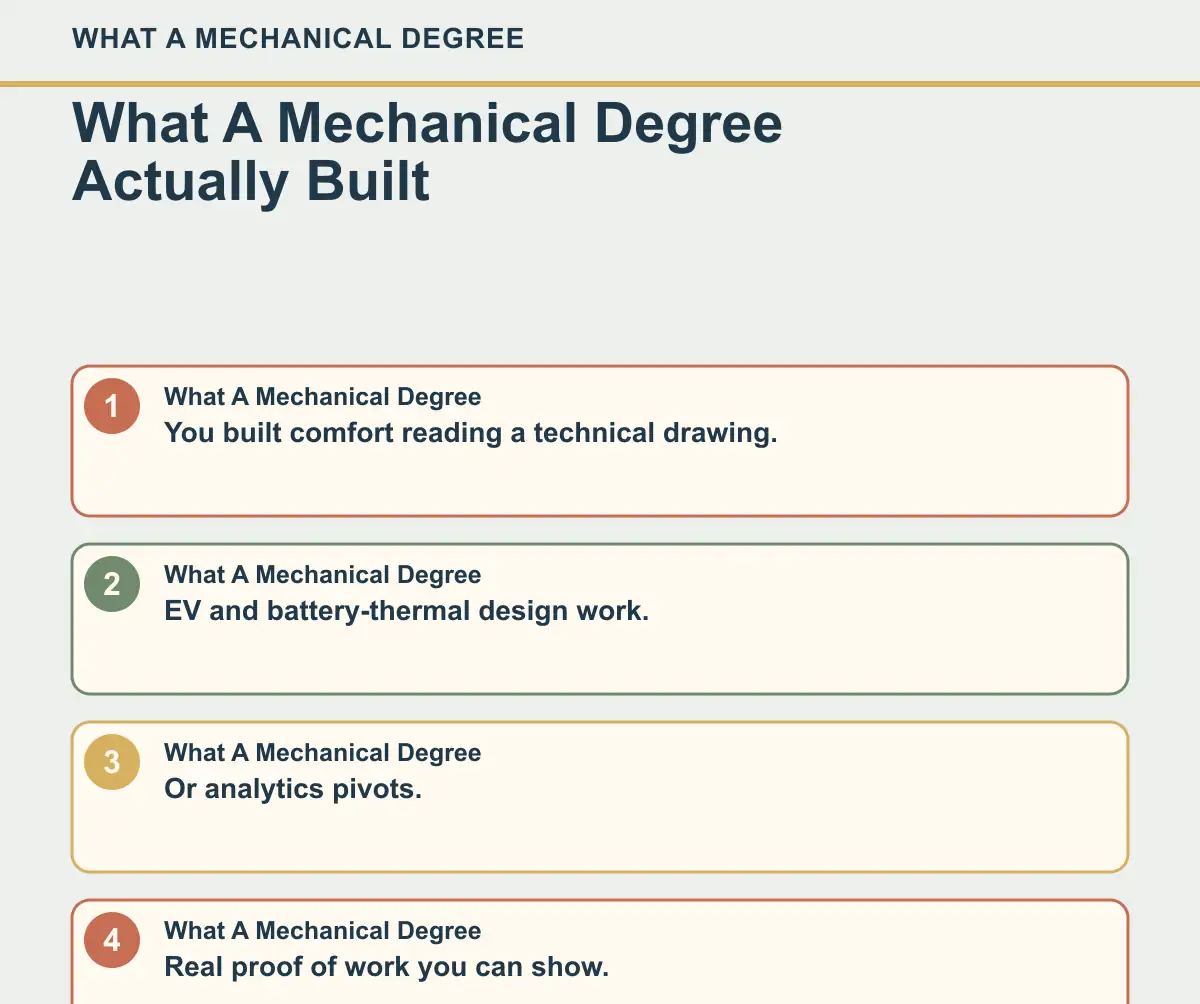 WHAT A MECHANICAL DEGREE
What A Mechanical Degree
Actually Built
1
What A Mechanical Degree
You built comfort reading a technical drawing.
2
What A Mechanical Degree
EV and battery-thermal design work.
3
What A Mechanical Degree
Or analytics pivots.
4
What A Mechanical Degree
Real proof of work you can show.